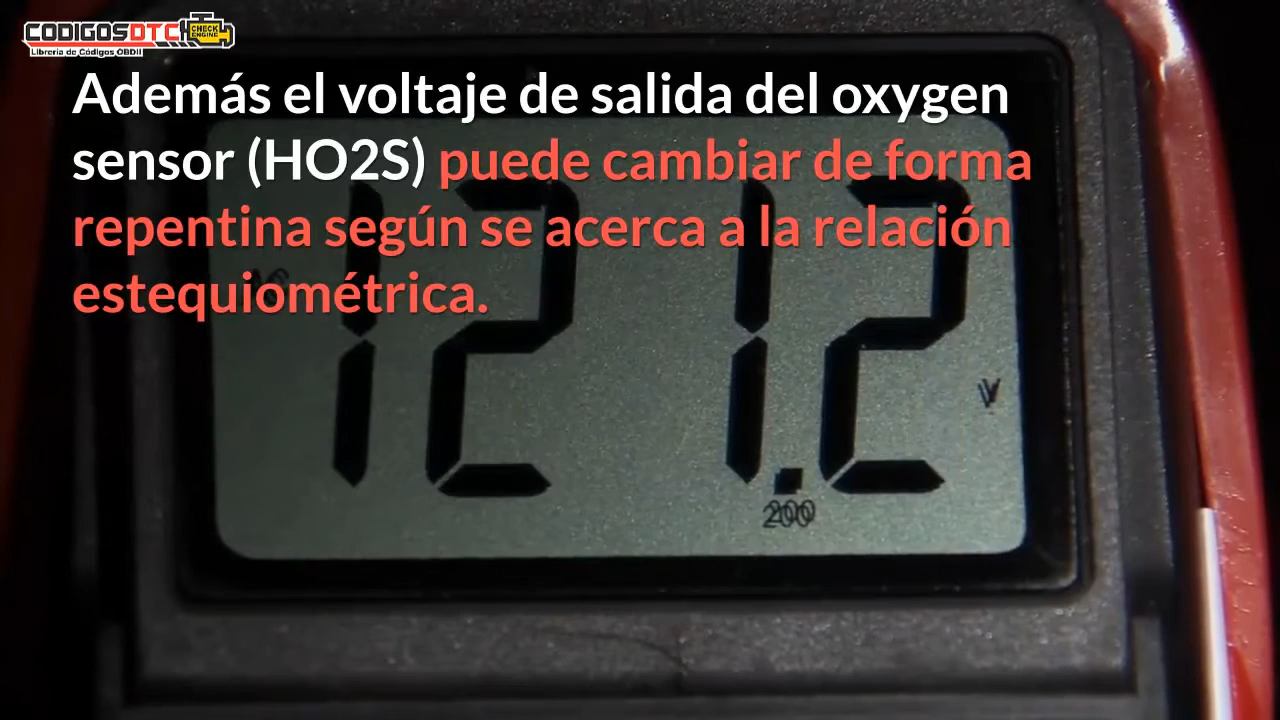 CODIGOSDTC
CHECK
ENGINE
Librería de Códigos OBDII
Además el voltaje de salida del oxygen
sensor (HO2S) puede cambiar de forma
repentina según se acerca a la relación
estequiométrica.
121.2
V
200